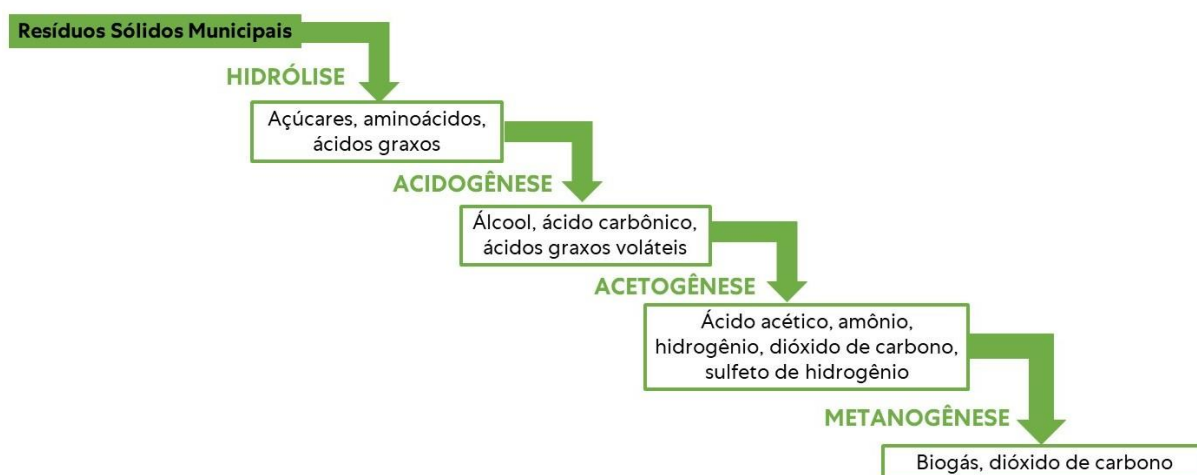 Resíduos Sólidos Municipais
HIDRÓLISE
Açúcares, aminoácidos,
ácidos graxos
ACIDOGÊNESE
Álcool, ácido carbônico,
ácidos graxos voláteis
ACETOGÊNESE
Ácido acético, amônio,
hidrogênio, dióxido de carbono,
sulfeto de hidrogênio
METANOGÊNESE
Biogás, dióxido de carbono